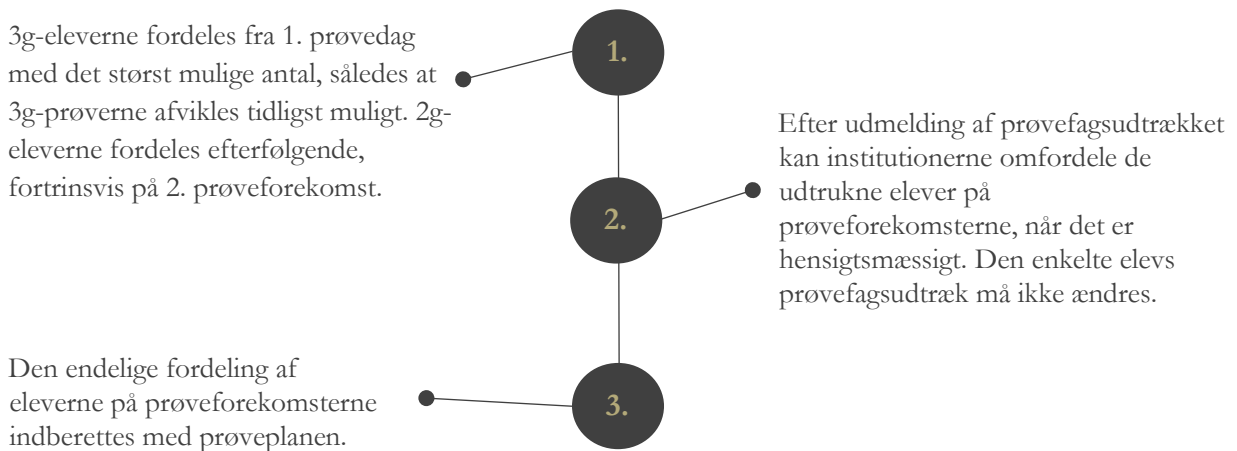 3g-eleverne fordeles fra 1. prøvedag
med det størst mulige antal, således at
3g-prøverne afvikles tidligst muligt. 2g-
eleverne fordeles efterfølgende,
fortrinsvis på 2. prøveforekomst.
1.
Efter udmelding af prøvefagsudtrækket
kan institutionerne omfordele de
udtrukne elever på
prøveforekomsterne, når det er
hensigtsmæssigt. Den enkelte elevs
prøvefagsudtræk må ikke ændres.
2.
Den endelige fordeling af
eleverne på prøveforekomsterne
indberettes med prøveplanen.
3.